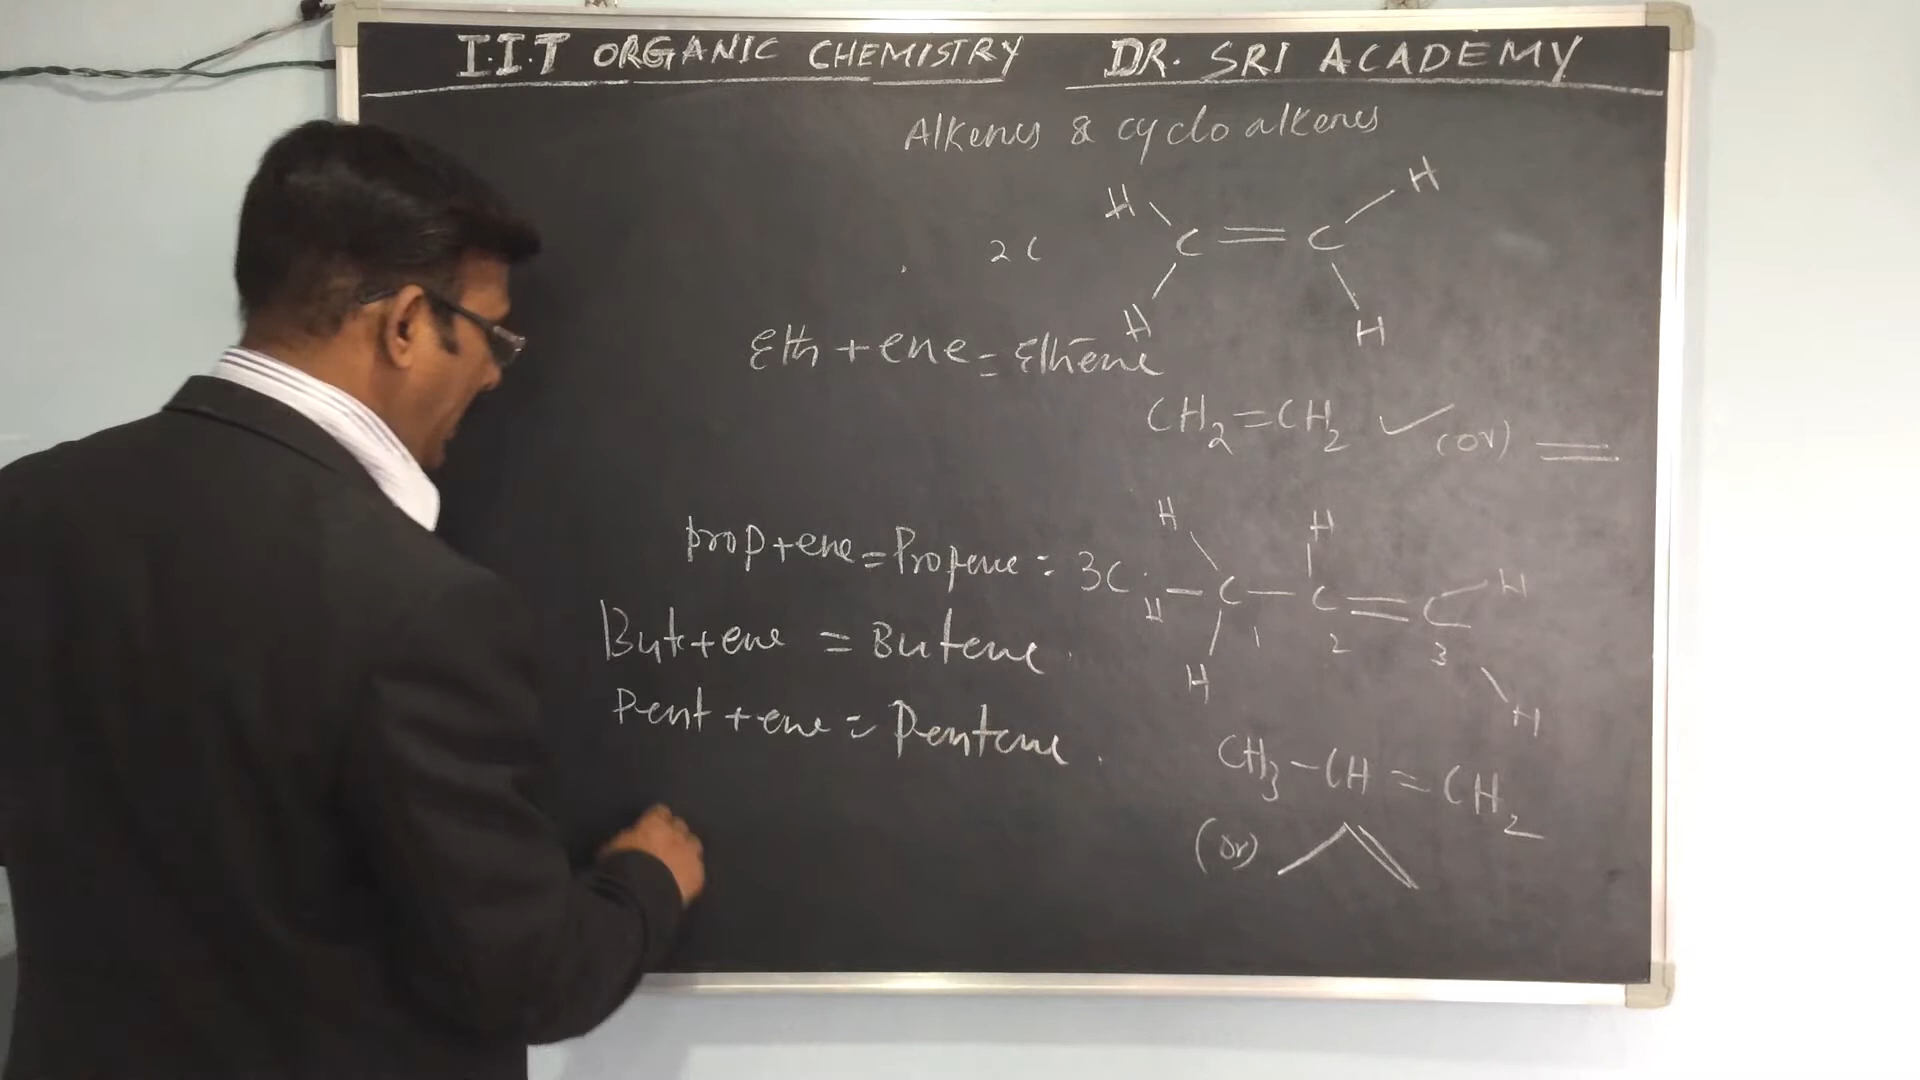 I.I.T ORGANIC CHEMISTRY DR. SRI ACADEMY
Alkenes & cyclo alkenes
H H
2C C = C
H H
Eth + ene = Ethene
CH2 = CH2 ✓ (or) =
H H
prop + ene = Propene = 3C H - C - C = C H
1 2 3
But + ene = Butene
H H
Pent + ene = Pentene
CH3 - CH = CH2
(or)